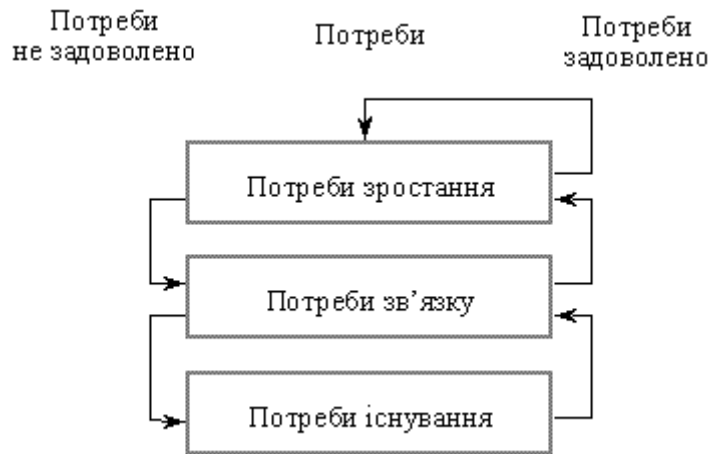 Потреби
не задоволено
Потреби
Потреби
задоволено
Потреби зростання
Потреби зв’язку
Потреби існування